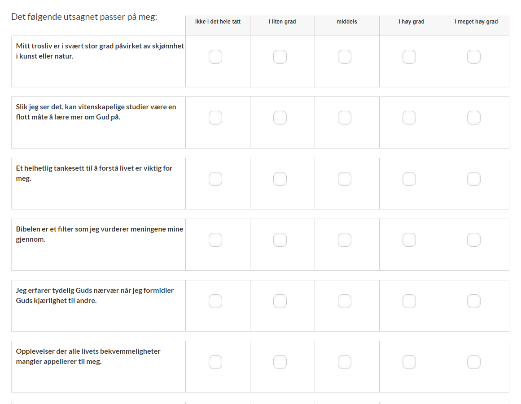 Det følgende utsagnet passer på meg:
Ikke i det hele tatt
I liten grad
middels
I høy grad
I meget høy grad
Mitt trosliv er i svært stor grad påvirket av skjønnhet
i kunst eller natur.
Slik jeg ser det, kan vitenskapelige studier være en
flott måte å lære mer om Gud på.
Et helhetlig tankesett til å forstå livet er viktig for
meg.
Bibelen er et filter som jeg vurderer meningene mine
gjennom.
Jeg erfarer tydelig Guds nærvær når jeg formidler
Guds kjærlighet til andre.
Opplevelser der alle livets bekvemmeligheter
mangler appellerer til meg.